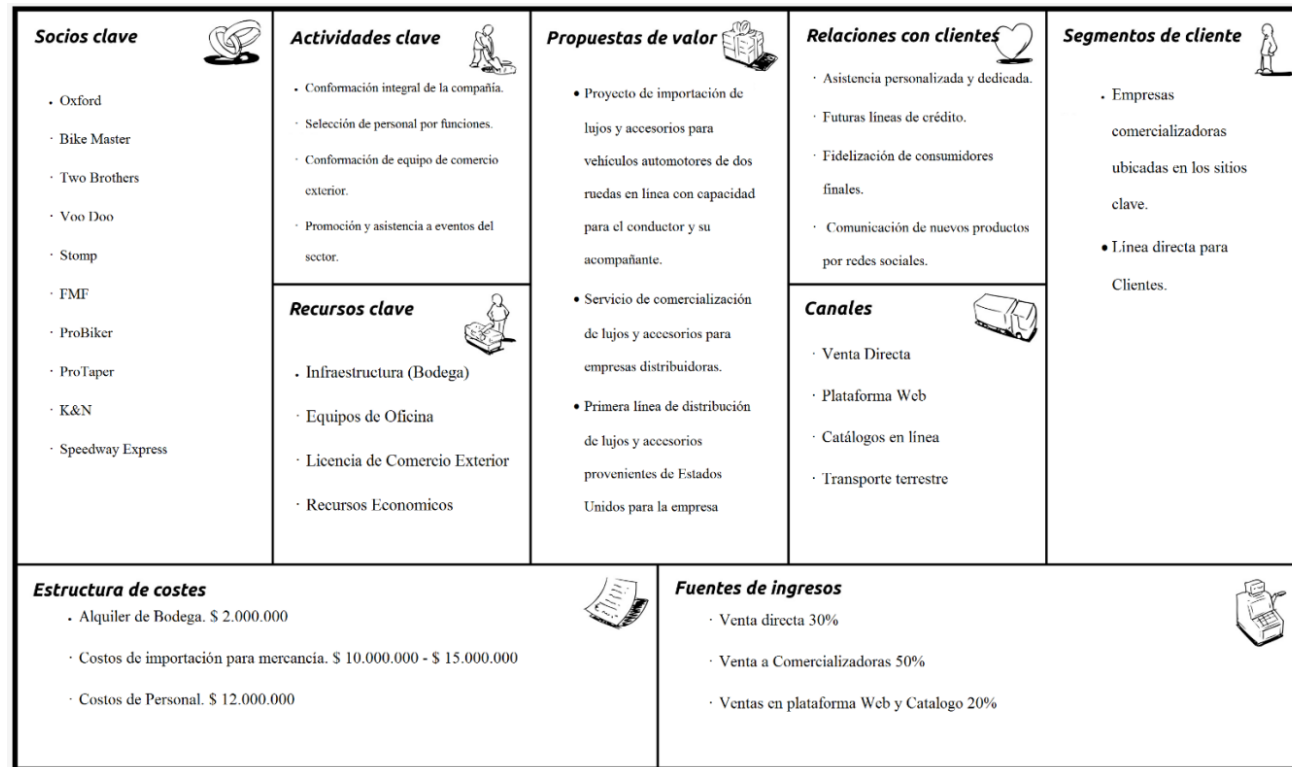 Socios clave
. Oxford
· Bike Master
· Two Brothers
· Voo Doo
· Stomp
· FMF
· ProBiker
· ProTaper
· K&N
· Speedway Express
Actividades clave
. Conformación integral de la compañía.
· Selección de personal por funciones.
· Conformación de equipo de comercio
exterior.
· Promoción y asistencia a eventos del
sector.
Recursos clave
. Infraestructura (Bodega)
· Equipos de Oficina
· Licencia de Comercio Exterior
· Recursos Economicos
Propuestas de valor
• Proyecto de importación de
lujos y accesorios para
vehículos automotores de dos
ruedas en línea con capacidad
para el conductor y su
acompañante.
• Servicio de comercialización
de lujos y accesorios para
empresas distribuidoras.
• Primera línea de distribución
de lujos y accesorios
provenientes de Estados
Unidos para la empresa
Relaciones con clientes
· Asistencia personalizada y dedicada.
· Futuras líneas de crédito.
· Fidelización de consumidores
finales.
· Comunicación de nuevos productos
por redes sociales.
Canales
· Venta Directa
· Plataforma Web
· Catálogos en línea
· Transporte terrestre
Segmentos de cliente
. Empresas
comercializadoras
ubicadas en los sitios
clave.
• Línea directa para
Clientes.
Estructura de costes
. Alquiler de Bodega. $ 2.000.000
· Costos de importación para mercancía. $ 10.000.000 - $ 15.000.000
· Costos de Personal. $ 12.000.000
Fuentes de ingresos
· Venta directa 30%
· Venta a Comercializadoras 50%
· Ventas en plataforma Web y Catalogo 20%